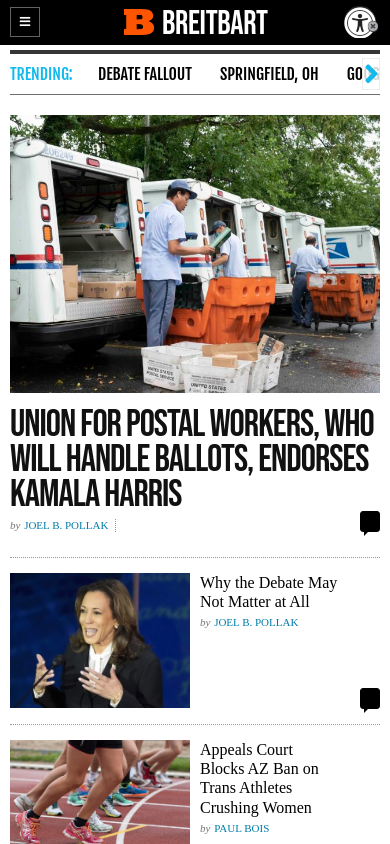 BREITBART
TRENDING:
DEBATE FALLOUT
SPRINGFIELD, OH
GO
UNION FOR POSTAL WORKERS, WHO
WILL HANDLE BALLOTS, ENDORSES
KAMALA HARRIS
by JOEL B. POLLAK
Why the Debate May
Not Matter at All
by JOEL B. POLLAK
Appeals Court
Blocks AZ Ban on
Trans Athletes
Crushing Women
by PAUL BOIS